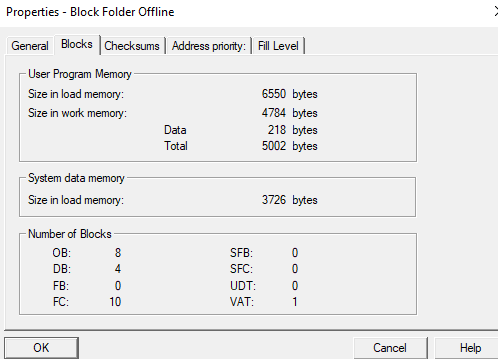 Properties - Block Folder Offline
General Blocks Checksums Address priority: Fill Level
User Program Memory
Size in load memory: 6550 bytes
Size in work memory: 4784 bytes
Data 218 bytes
Total 5002 bytes
System data memory
Size in load memory: 3726 bytes
Number of Blocks
OB: 8 SFB: 0
DB: 4 SFC: 0
FB: 0 UDT: 0
FC: 10 VAT: 1
OK Cancel Help